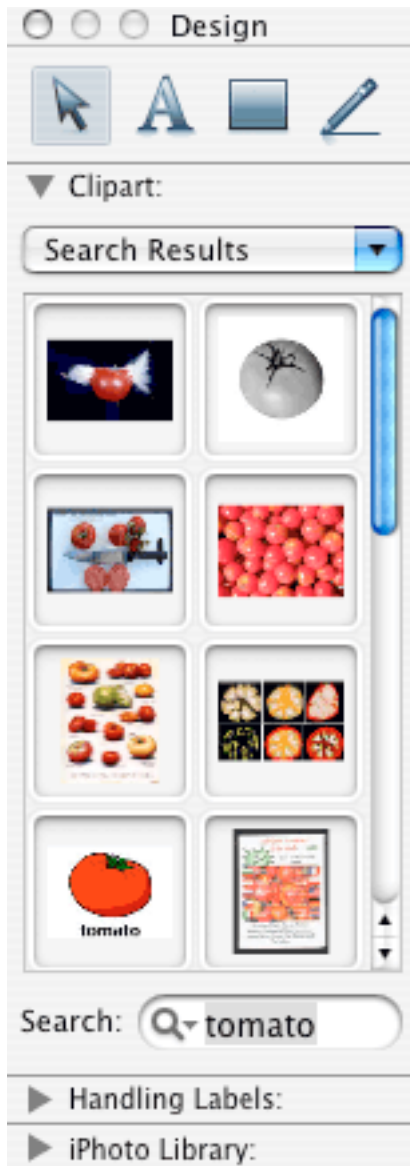 Design
A
Clipart:
Search Results
tomato
Search: tomato
Handling Labels:
iPhoto Library: